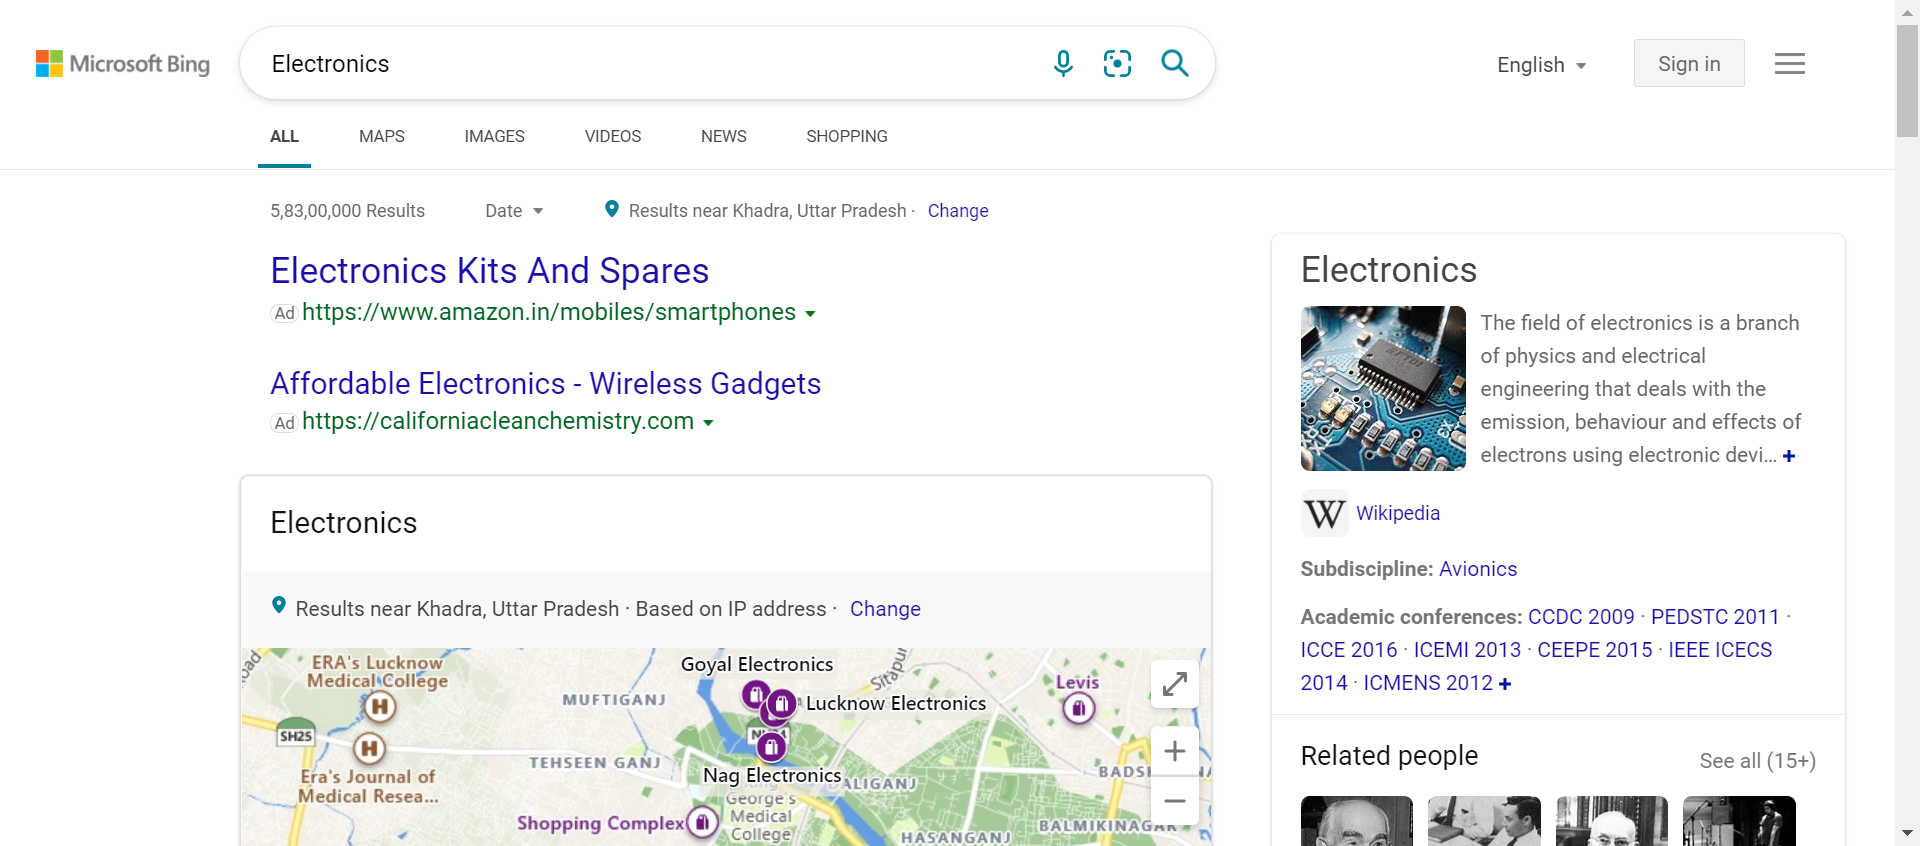 Microsoft Bing
Electronics
English
Sign in
ALL
MAPS
IMAGES
VIDEOS
NEWS
SHOPPING
5,83,00,000 Results
Date
Results near Khadra, Uttar Pradesh · Change
Electronics Kits And Spares
Ad https://www.amazon.in/mobiles/smartphones
Affordable Electronics - Wireless Gadgets
Ad https://californiacleanchemistry.com
Electronics
Results near Khadra, Uttar Pradesh · Based on IP address · Change
ERA's Lucknow
Medical College
Goyal Electronics
Sitapur
Levis
MUFTIGANJ
Lucknow Electronics
SH25
TEHSEEN GANJ
Era's Journal of
Medical Resea...
Nag Electronics
ALIGANJ
George's
Medical
College
Shopping Complex
HASANGANJ
BALMIKINAGAR
Electronics
The field of electronics is a branch
of physics and electrical
engineering that deals with the
emission, behaviour and effects of
electrons using electronic devi... +
W Wikipedia
Subdiscipline: Avionics
Academic conferences: CCDC 2009 · PEDSTC 2011 ·
ICCE 2016 · ICEMI 2013 · CEEPE 2015 · IEEE ICECS
2014 · ICMENS 2012 +
Related people
See all (15+)